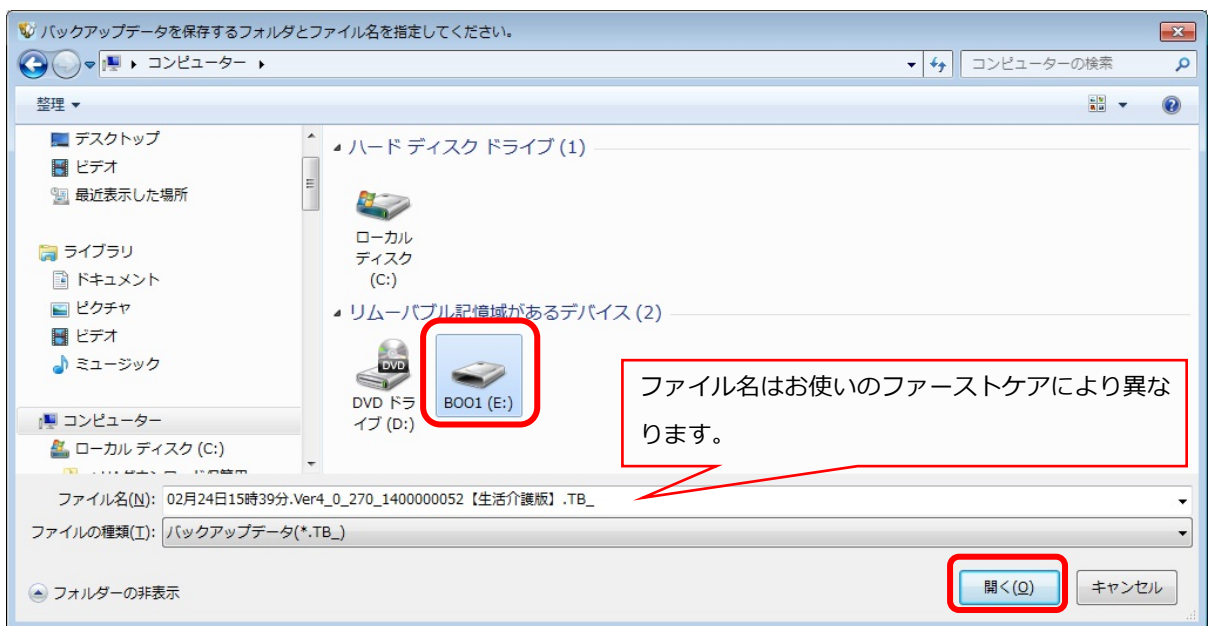 バックアップデータを保存するフォルダとファイル名を指定してください。
コンピューター
コンピューターの検索
整理
デスクトップ
ビデオ
最近表示した場所
ライブラリ
ドキュメント
ピクチャ
ビデオ
ミュージック
コンピューター
ローカル ディスク (C:)
ハード ディスク ドライブ (1)
ローカル
ディスク
(C:)
リムーバブル記憶域があるデバイス (2)
DVD ドラ
イブ (D:)
BOO1 (E:)
ファイル名はお使いのファーストケアにより異な
ります。
ファイル名(N): 02月24日15時39分.Ver4_0_270_1400000052【生活介護版】.TB_
ファイルの種類(T): バックアップデータ(*.TB_)
フォルダーの非表示
開く(O)
キャンセル